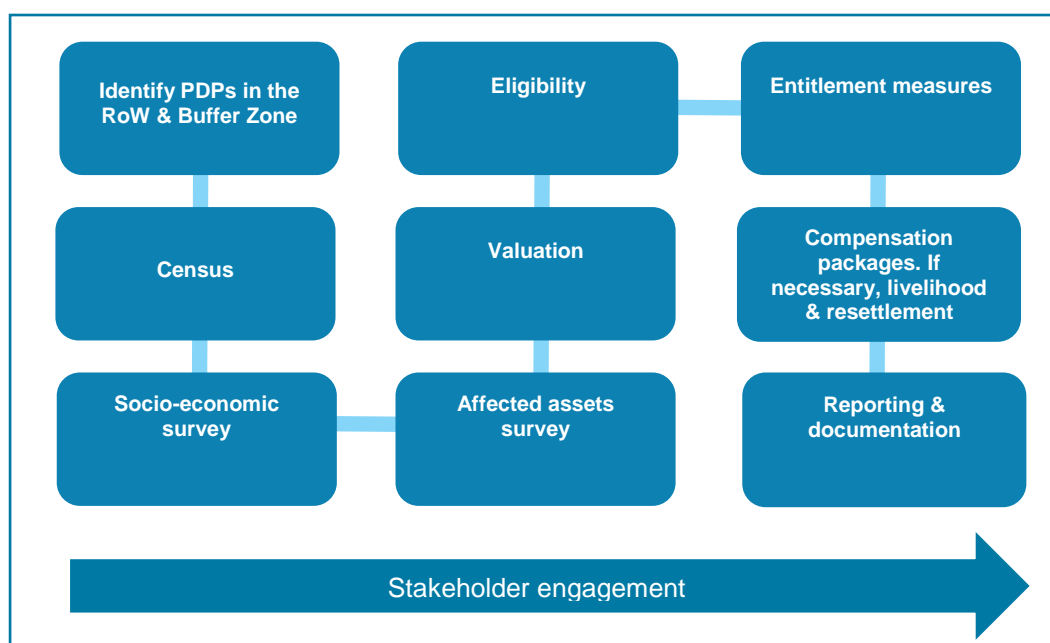 Identify PDPs in the
RoW & Buffer Zone
Census
Socio-economic
survey
Affected assets
survey
Valuation
Eligibility
Entitlement measures
Compensation
packages. If
necessary, livelihood
& resettlement
Reporting &
documentation
Stakeholder engagement